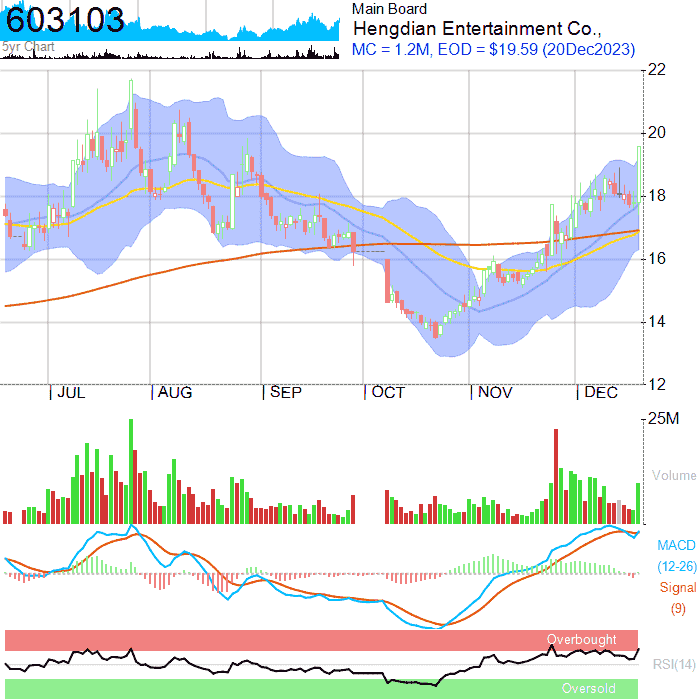 603103
Main Board
Hengdian Entertainment Co.,
MC = 1.2M, EOD = $19.59 (20Dec2023)
5yr Chart
22
20
18
16
14
12
JUL AUG SEP OCT NOV DEC
25M
Volume
MACD
(12-26)
Signal
(9)
Overbought
RSI(14)
Oversold